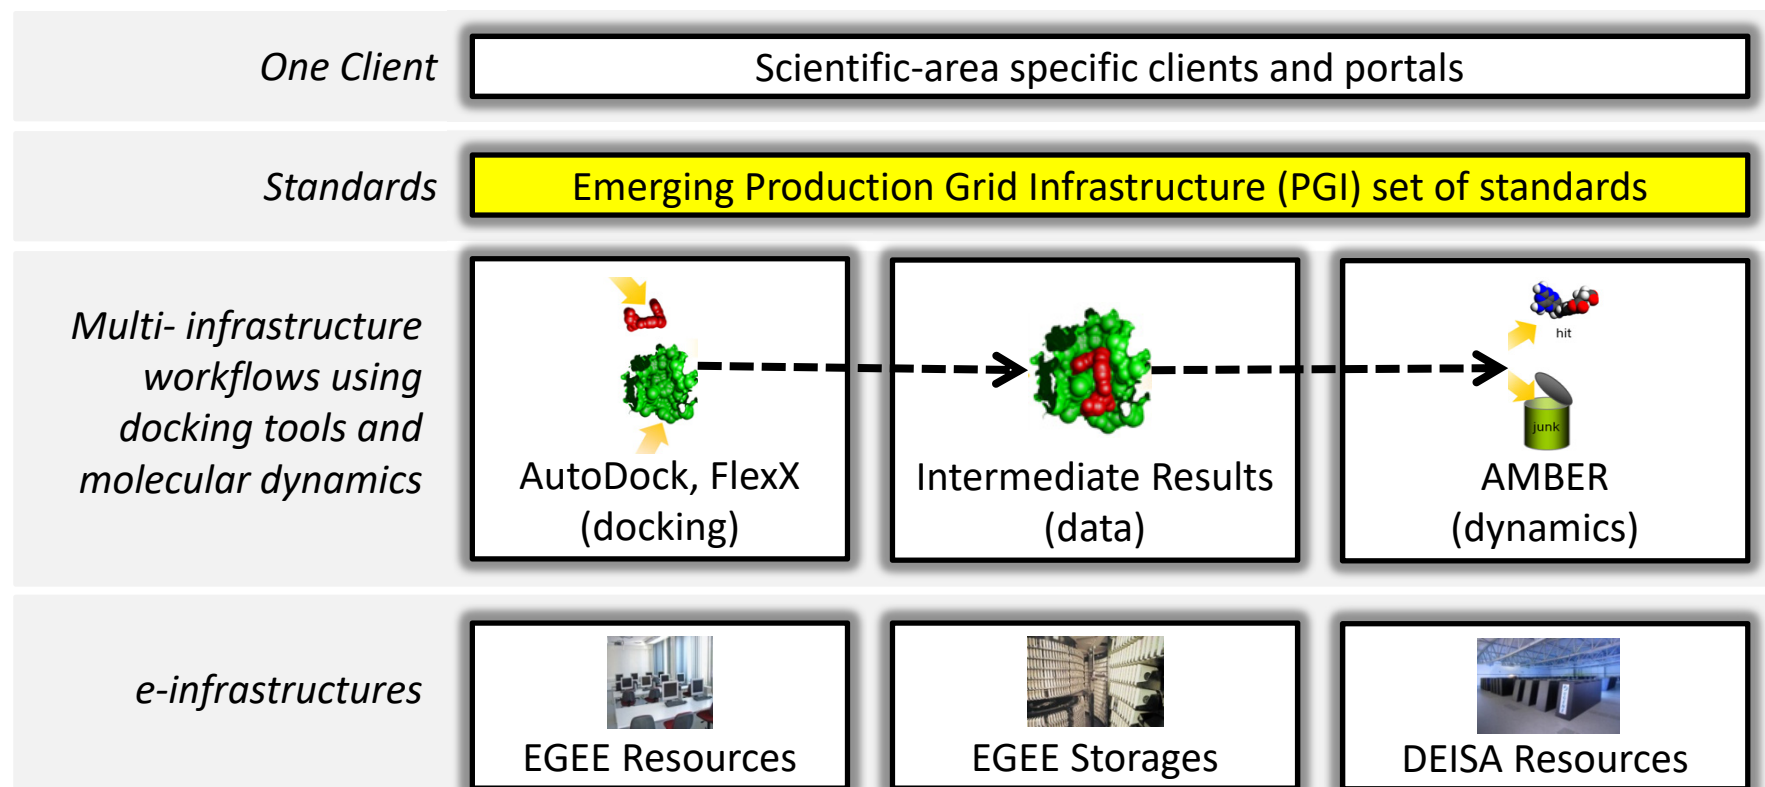 One Client
Scientific-area specific clients and portals
Standards
Emerging Production Grid Infrastructure (PGI) set of standards
Multi- infrastructure
workflows using
docking tools and
molecular dynamics
hit
junk
AutoDock, FlexX
(docking)
Intermediate Results
(data)
AMBER
(dynamics)
e-infrastructures
EGEE Resources
EGEE Storages
DEISA Resources